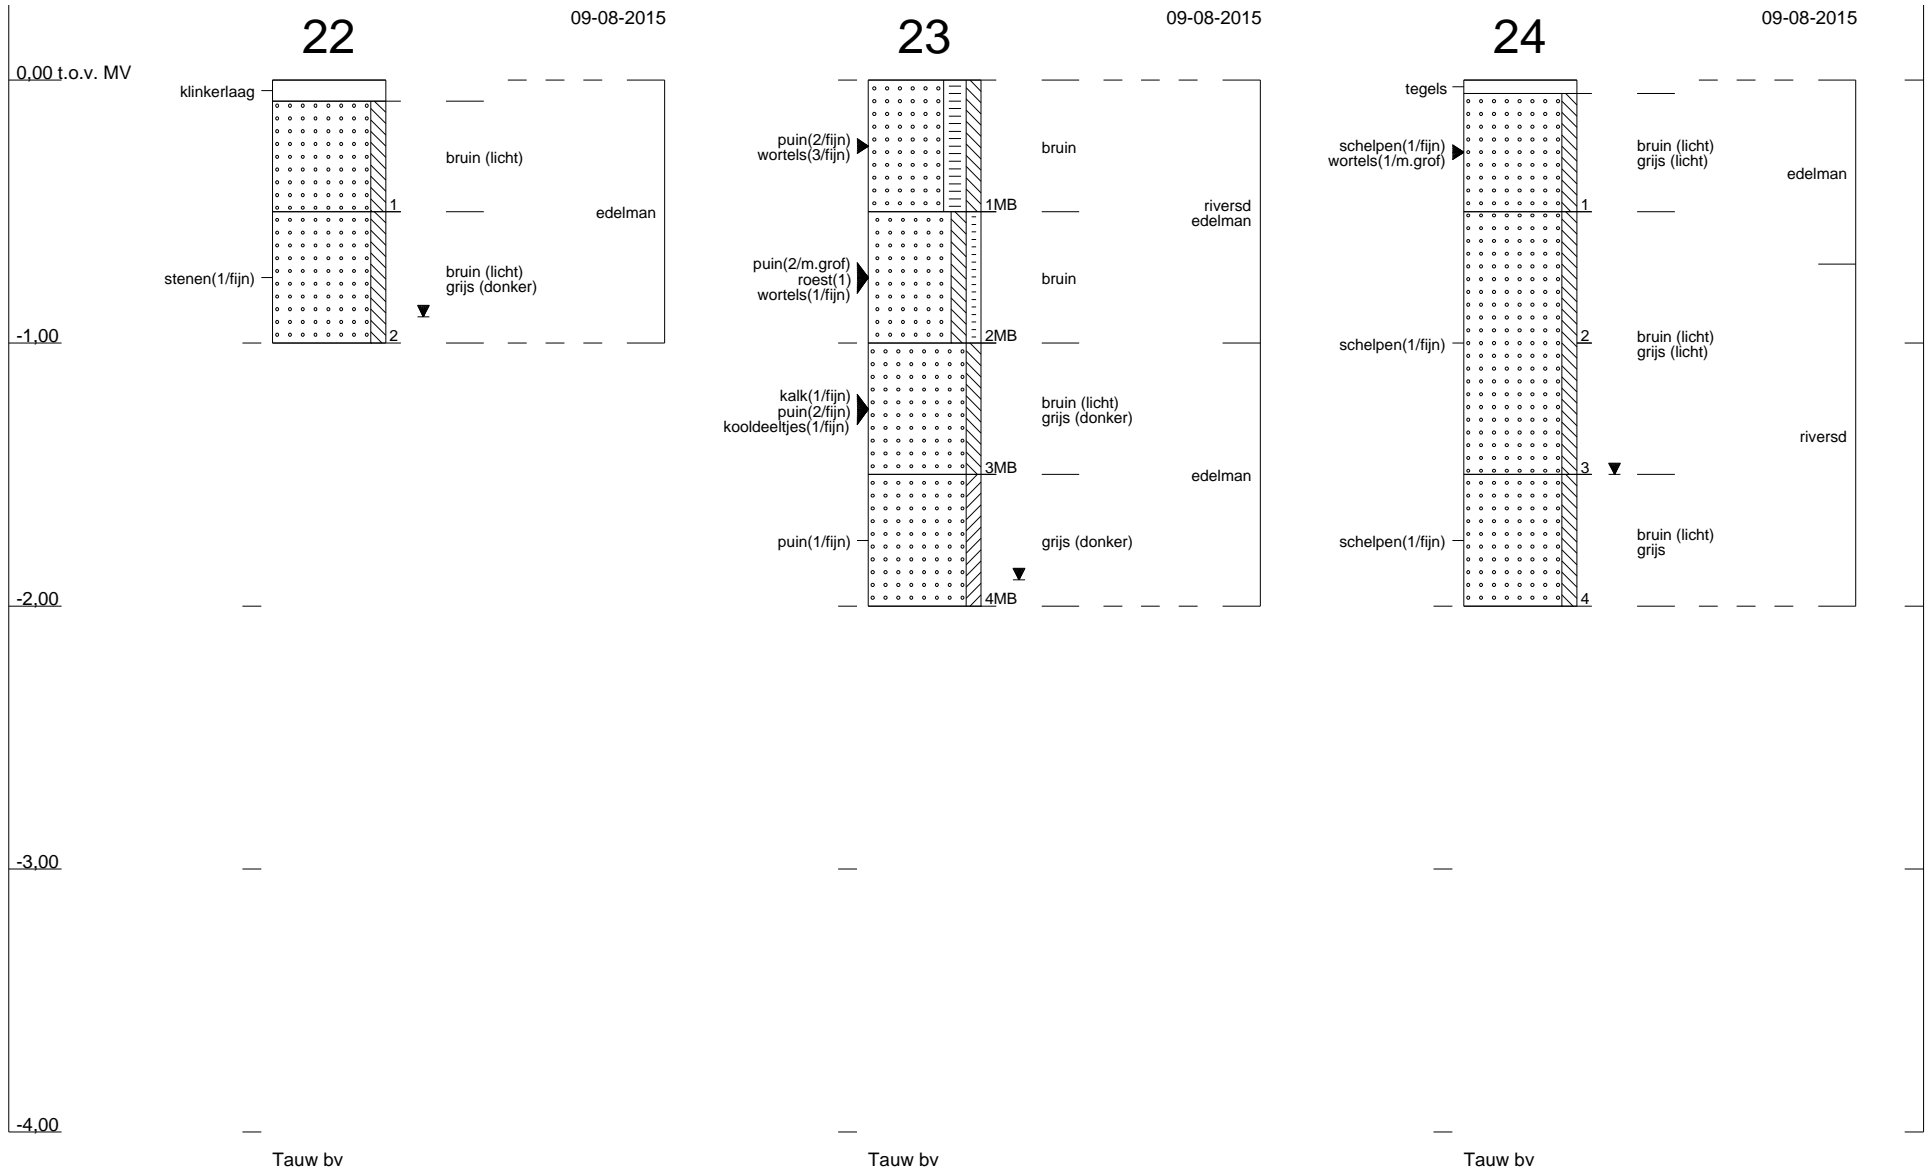 22
09-08-2015
23
09-08-2015
24
09-08-2015
0,00 t.o.v. MV
-1,00
-2,00
-3,00
-4,00
klinkerlaag
bruin (licht)
1
edelman
stenen(1/fijn)
bruin (licht)
grijs (donker)
2
puin(2/fijn)
wortels(3/fijn)
bruin
1MB
riversd
edelman
puin(2/m.grof)
roest(1)
wortels(1/fijn)
bruin
2MB
kalk(1/fijn)
puin(2/fijn)
kooldeeltjes(1/fijn)
bruin (licht)
grijs (donker)
3MB
edelman
puin(1/fijn)
grijs (donker)
4MB
tegels
schelpen(1/fijn)
wortels(1/m.grof)
bruin (licht)
grijs (licht)
edelman
1
schelpen(1/fijn)
2
bruin (licht)
grijs (licht)
riversd
3
schelpen(1/fijn)
bruin (licht)
grijs
4
Tauw bv
Tauw bv
Tauw bv